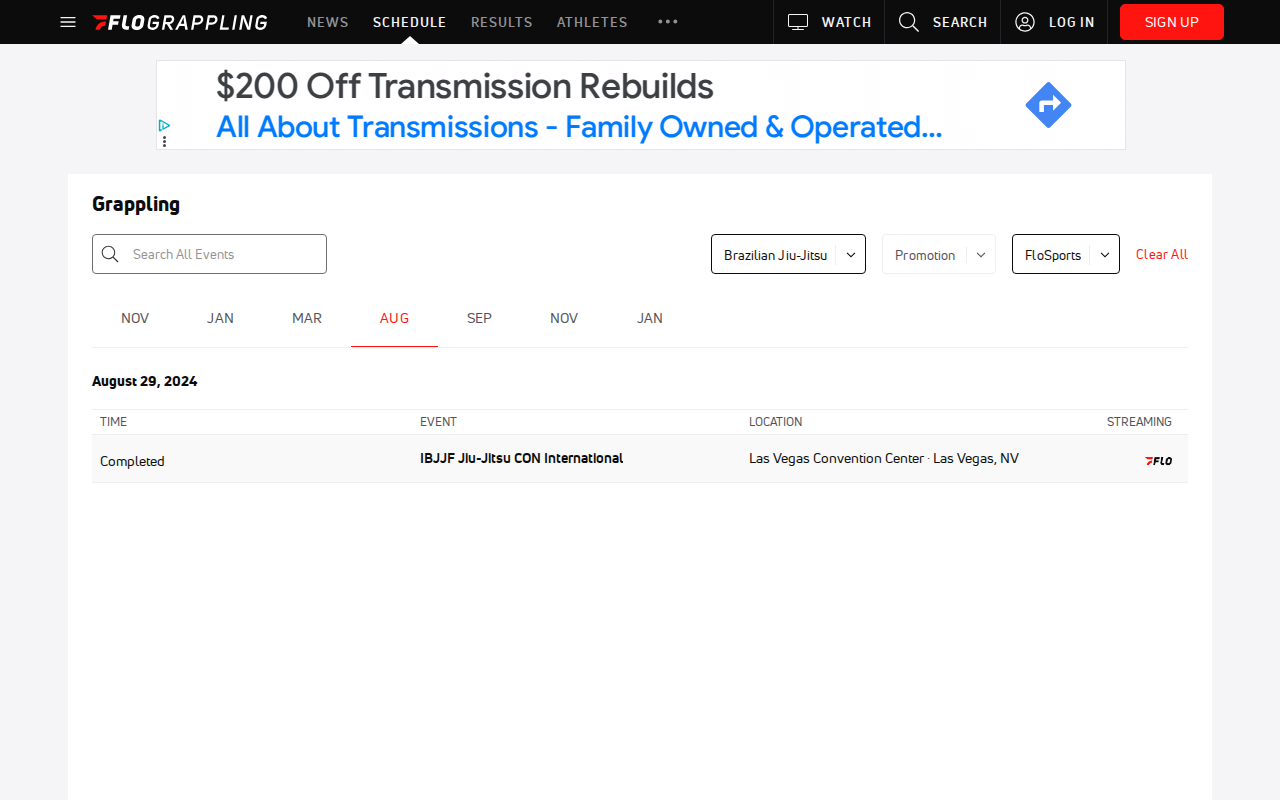 FLOGRAPPLING NEWS SCHEDULE RESULTS ATHLETES WATCH SEARCH LOG IN SIGN UP
$200 Off Transmission Rebuilds
All About Transmissions - Family Owned & Operated...
Grappling
Search All Events Brazilian Jiu-Jitsu Promotion FloSports Clear All
NOV JAN MAR AUG SEP NOV JAN
August 29, 2024
TIME EVENT LOCATION STREAMING
Completed IBJJF Jiu-Jitsu CON International Las Vegas Convention Center · Las Vegas, NV FLO